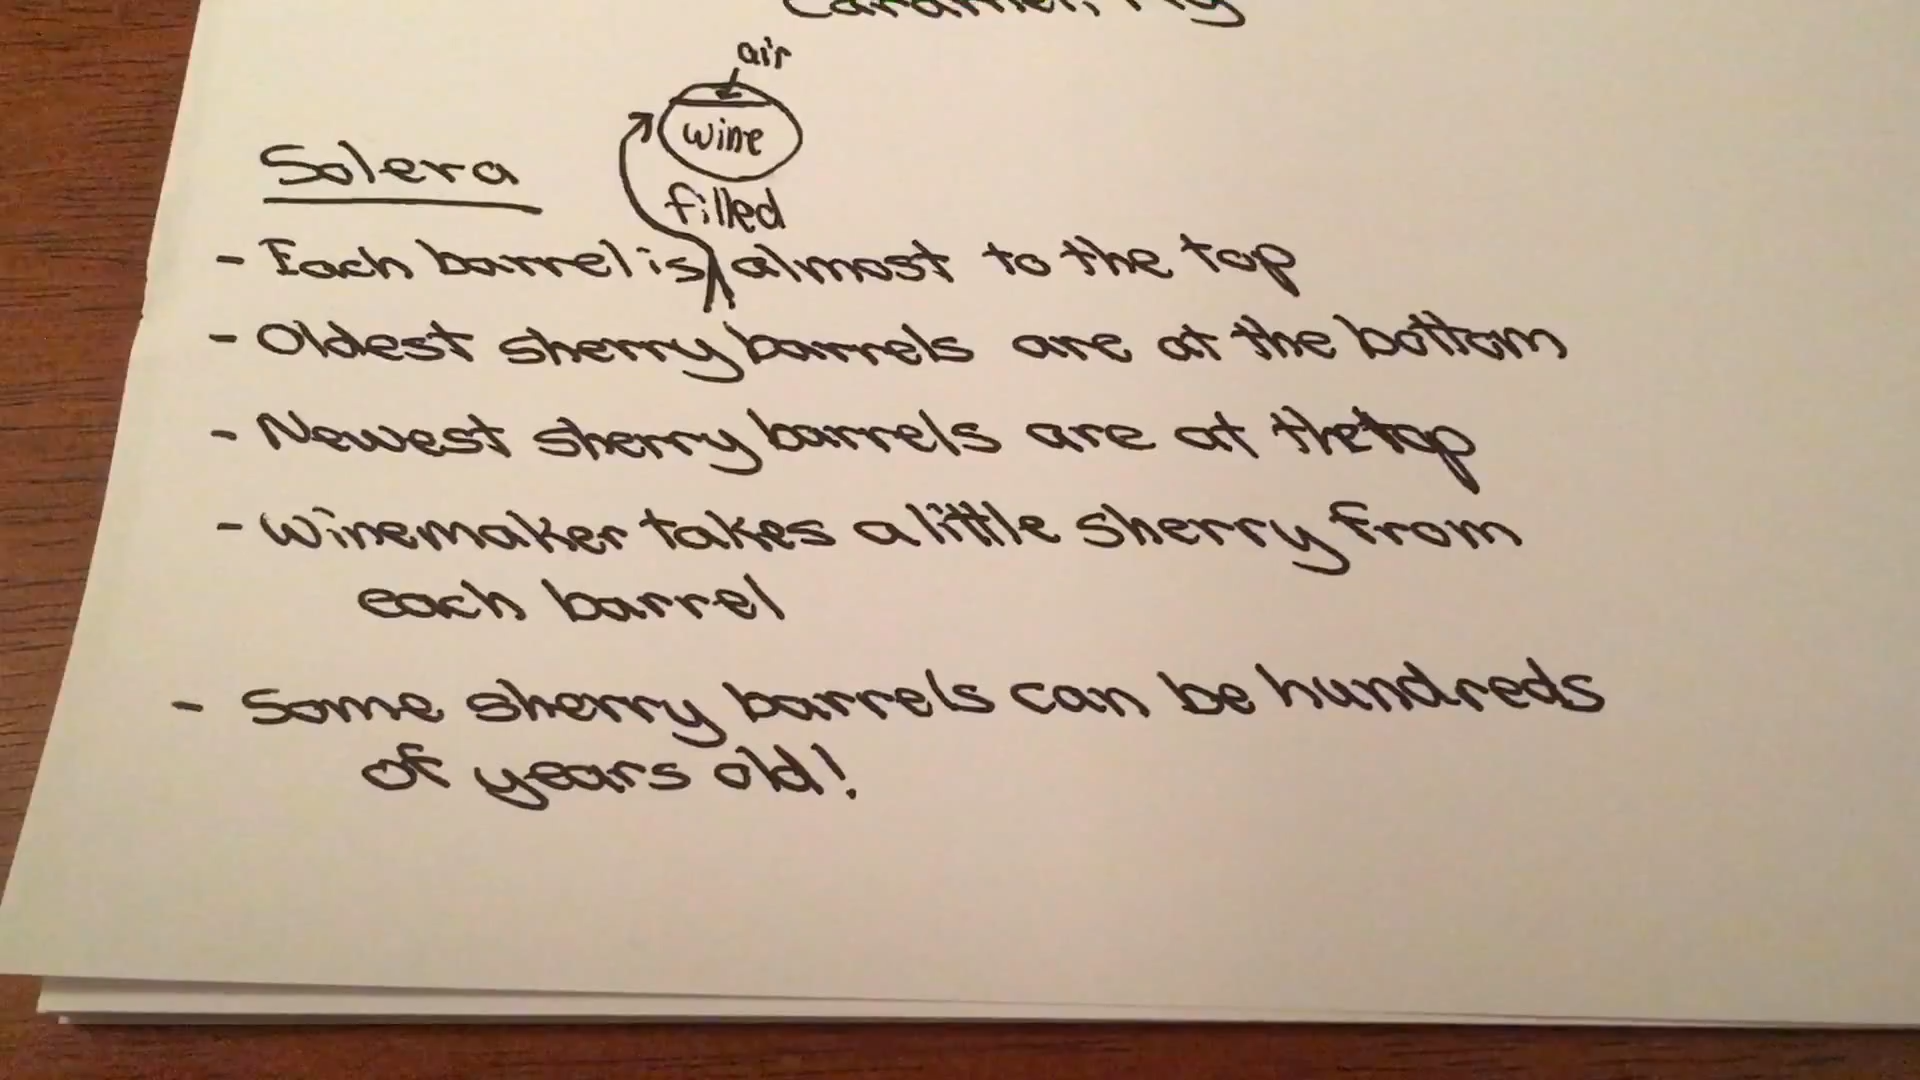 air
wine
Solera
filled
- Each barrel is almost to the top
- Oldest sherry barrels are at the bottom
- Newest sherry barrels are at the top
- Winemaker takes a little sherry from
each barrel
- Some sherry barrels can be hundreds
of years old!